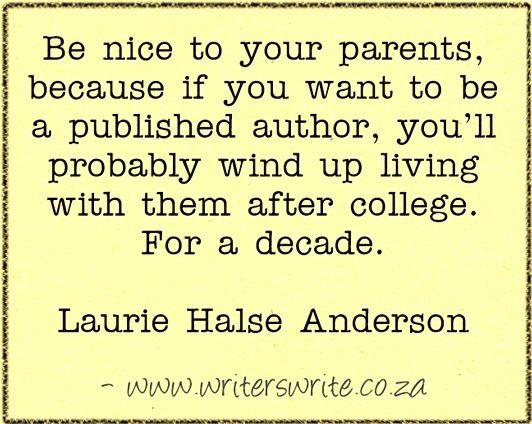 Be nice to your parents,
because if you want to be
a published author, you’ll
probably wind up living
with them after college.
For a decade.
Laurie Halse Anderson
- www.writerswrite.co.za